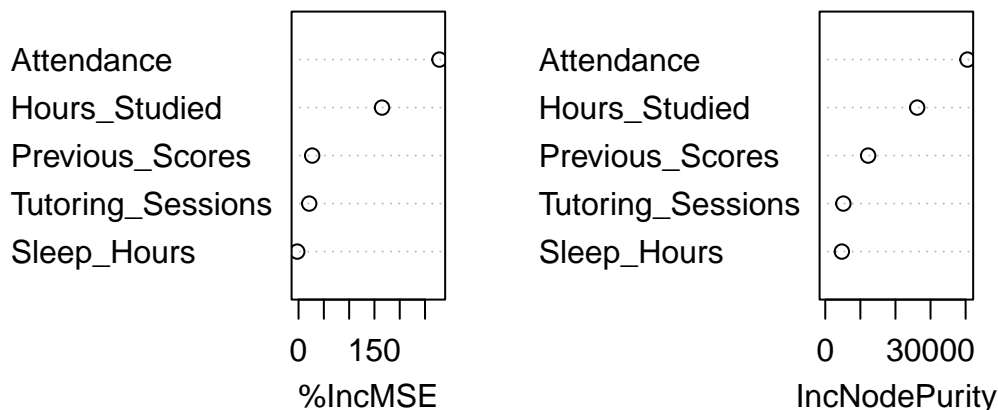 Attendance
Hours_Studied
Previous_Scores
Tutoring_Sessions
Sleep_Hours
0 150
%IncMSE
Attendance
Hours_Studied
Previous_Scores
Tutoring_Sessions
Sleep_Hours
0 30000
IncNodePurity